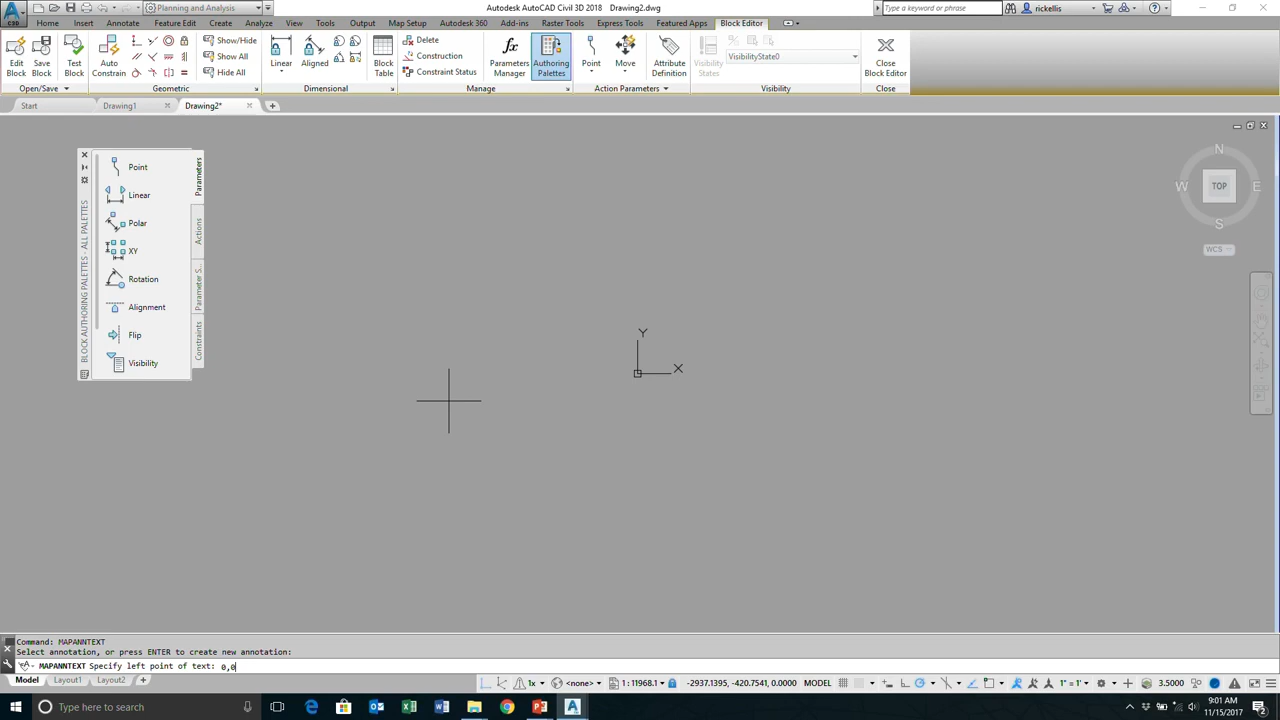 Planning and Analysis
Autodesk AutoCAD Civil 3D 2018 Drawing2.dwg
Type a keyword or phrase
rickellis
Home Insert Annotate Feature Edit Create Analyze View Tools Output Map Setup Autodesk 360 Add-ins Raster Tools Express Tools Featured Apps Block Editor
Edit Block
Save Block
Test Block
Auto Constrain
Show/Hide
Show All
Hide All
Linear
Aligned
Block Table
Delete
Construction
Constraint Status
Parameters Manager
Authoring Palettes
Point
Move
Attribute Definition
Visibility States
VisibilityState0
Close Block Editor
Open/Save
Geometric
Dimensional
Manage
Action Parameters
Visibility
Close
Start
Drawing1
Drawing2*
BLOCK AUTHORING PALETTES - ALL PALETTES
Point
Linear
Polar
XY
Rotation
Alignment
Flip
Visibility
Parameters
Actions
Parameter S...
Constraints
N
W TOP E
S
WCS
Y
X
Command: MAPANNTEXT
Select annotation, or press ENTER to create new annotation:
MAPANNTEXT Specify left point of text: 0,0
Model Layout1 Layout2
1x
<none>
1 : 11968.1
-2937.1395, -420.7541, 0.0000 MODEL
1" = 1'
3.5000
Type here to search
9:01 AM
11/15/2017
2